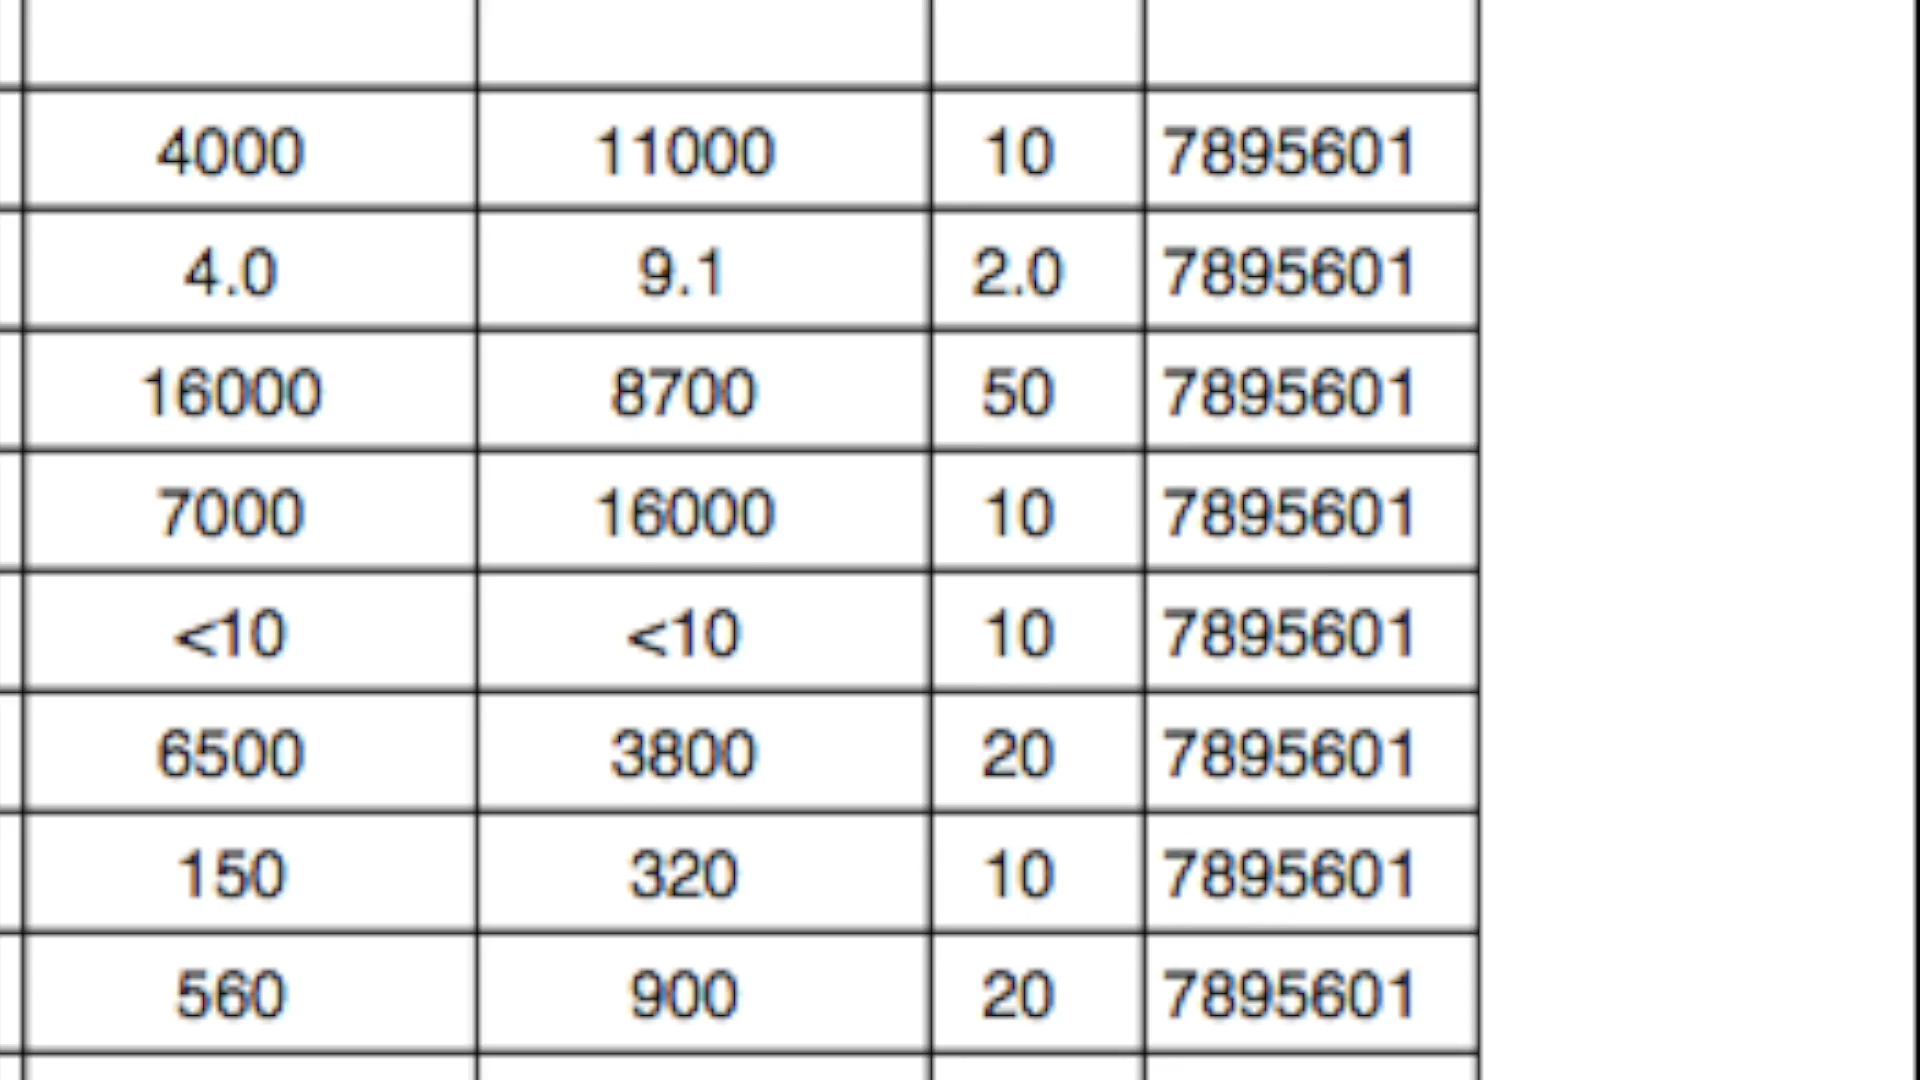 4000 11000 10 7895601
4.0 9.1 2.0 7895601
16000 8700 50 7895601
7000 16000 10 7895601
<10 <10 10 7895601
6500 3800 20 7895601
150 320 10 7895601
560 900 20 7895601